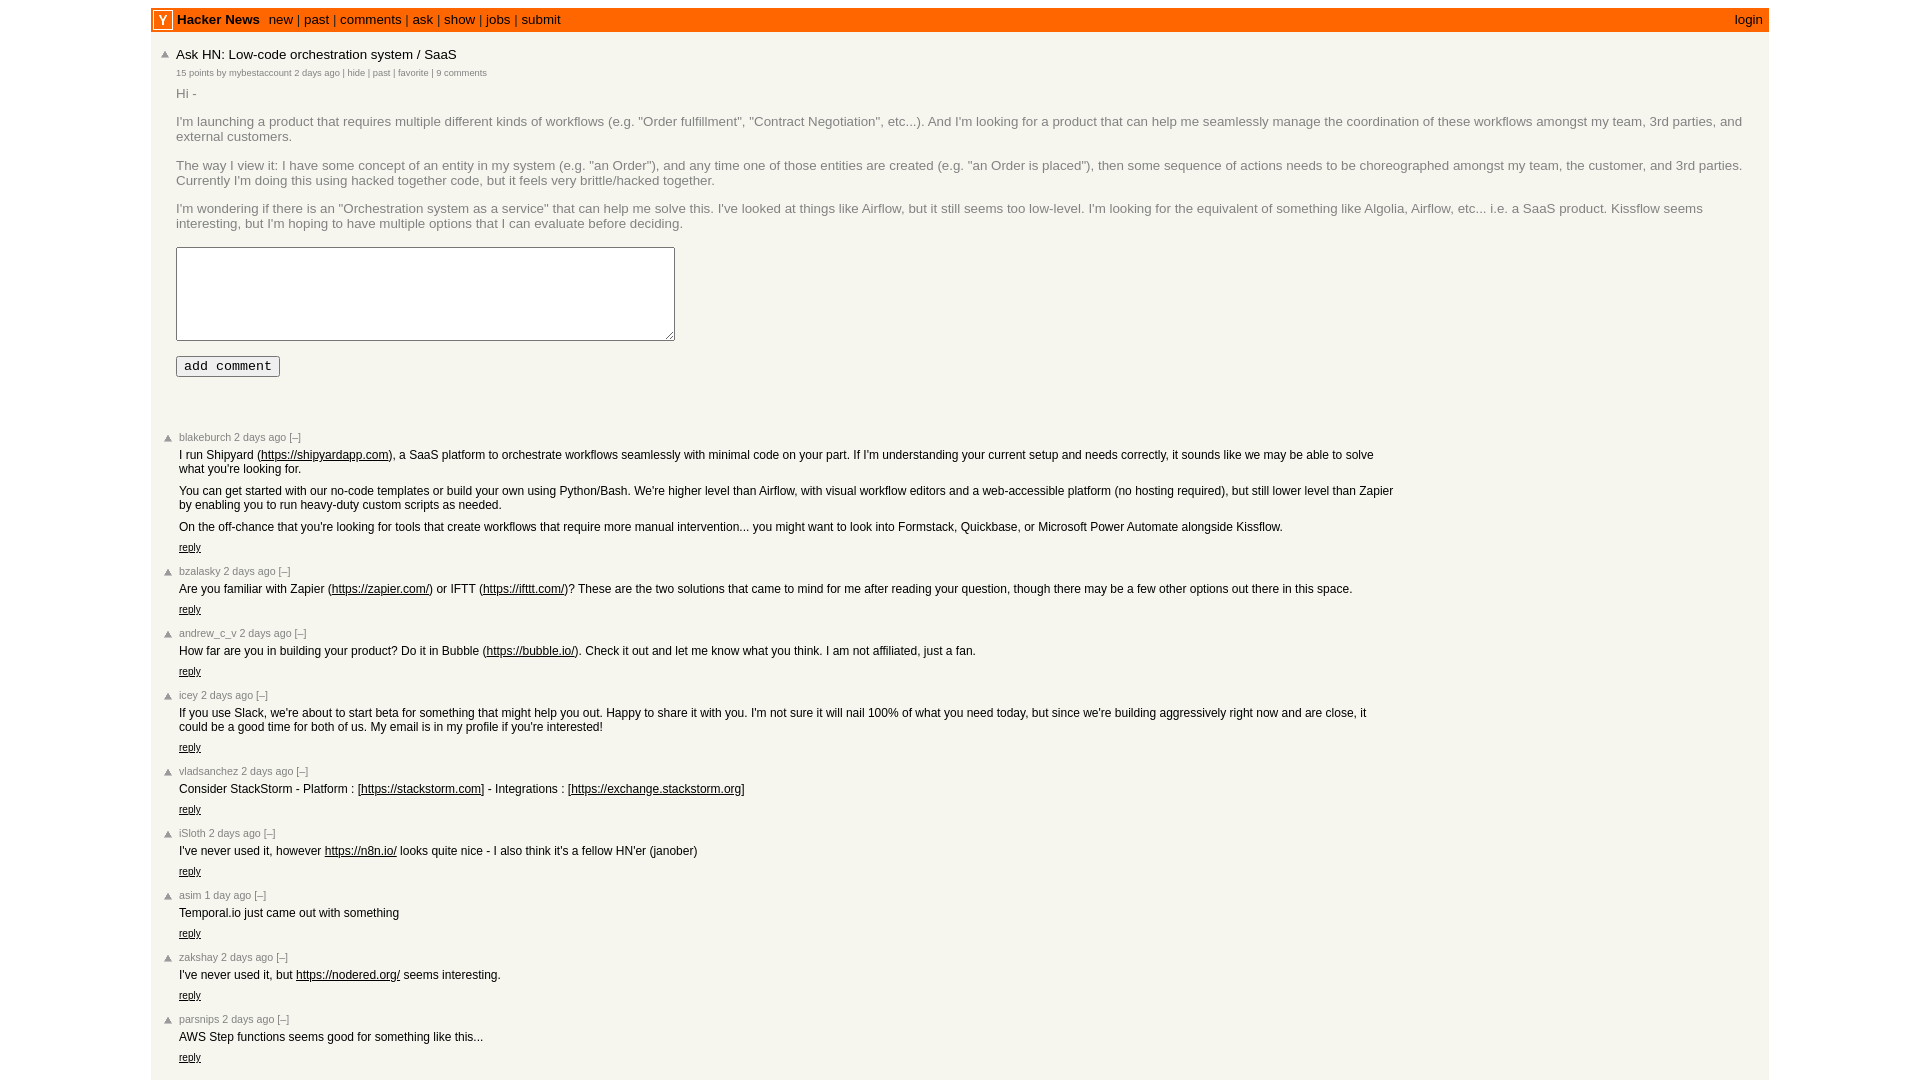 Y Hacker News new | past | comments | ask | show | jobs | submit login
Ask HN: Low-code orchestration system / SaaS
15 points by mybestaccount 2 days ago | hide | past | favorite | 9 comments
Hi -
I'm launching a product that requires multiple different kinds of workflows (e.g. "Order fulfillment", "Contract Negotiation", etc...). And I'm looking for a product that can help me seamlessly manage the coordination of these workflows amongst my team, 3rd parties, and
external customers.
The way I view it: I have some concept of an entity in my system (e.g. "an Order"), and any time one of those entities are created (e.g. "an Order is placed"), then some sequence of actions needs to be choreographed amongst my team, the customer, and 3rd parties.
Currently I'm doing this using hacked together code, but it feels very brittle/hacked together.
I'm wondering if there is an "Orchestration system as a service" that can help me solve this. I've looked at things like Airflow, but it still seems too low-level. I'm looking for the equivalent of something like Algolia, Airflow, etc... i.e. a SaaS product. Kissflow seems
interesting, but I'm hoping to have multiple options that I can evaluate before deciding.
add comment
blakeburch 2 days ago [–]
I run Shipyard (https://shipyardapp.com), a SaaS platform to orchestrate workflows seamlessly with minimal code on your part. If I'm understanding your current setup and needs correctly, it sounds like we may be able to solve
what you're looking for.
You can get started with our no-code templates or build your own using Python/Bash. We're higher level than Airflow, with visual workflow editors and a web-accessible platform (no hosting required), but still lower level than Zapier
by enabling you to run heavy-duty custom scripts as needed.
On the off-chance that you're looking for tools that create workflows that require more manual intervention... you might want to look into Formstack, Quickbase, or Microsoft Power Automate alongside Kissflow.
reply
bzalasky 2 days ago [–]
Are you familiar with Zapier (https://zapier.com/) or IFTT (https://ifttt.com/)? These are the two solutions that came to mind for me after reading your question, though there may be a few other options out there in this space.
reply
andrew_c_v 2 days ago [–]
How far are you in building your product? Do it in Bubble (https://bubble.io/). Check it out and let me know what you think. I am not affiliated, just a fan.
reply
icey 2 days ago [–]
If you use Slack, we're about to start beta for something that might help you out. Happy to share it with you. I'm not sure it will nail 100% of what you need today, but since we're building aggressively right now and are close, it
could be a good time for both of us. My email is in my profile if you're interested!
reply
vladsanchez 2 days ago [–]
Consider StackStorm - Platform : [https://stackstorm.com] - Integrations : [https://exchange.stackstorm.org]
reply
iSloth 2 days ago [–]
I've never used it, however https://n8n.io/ looks quite nice - I also think it's a fellow HN'er (janober)
reply
asim 1 day ago [–]
Temporal.io just came out with something
reply
zakshay 2 days ago [–]
I've never used it, but https://nodered.org/ seems interesting.
reply
parsnips 2 days ago [–]
AWS Step functions seems good for something like this...
reply